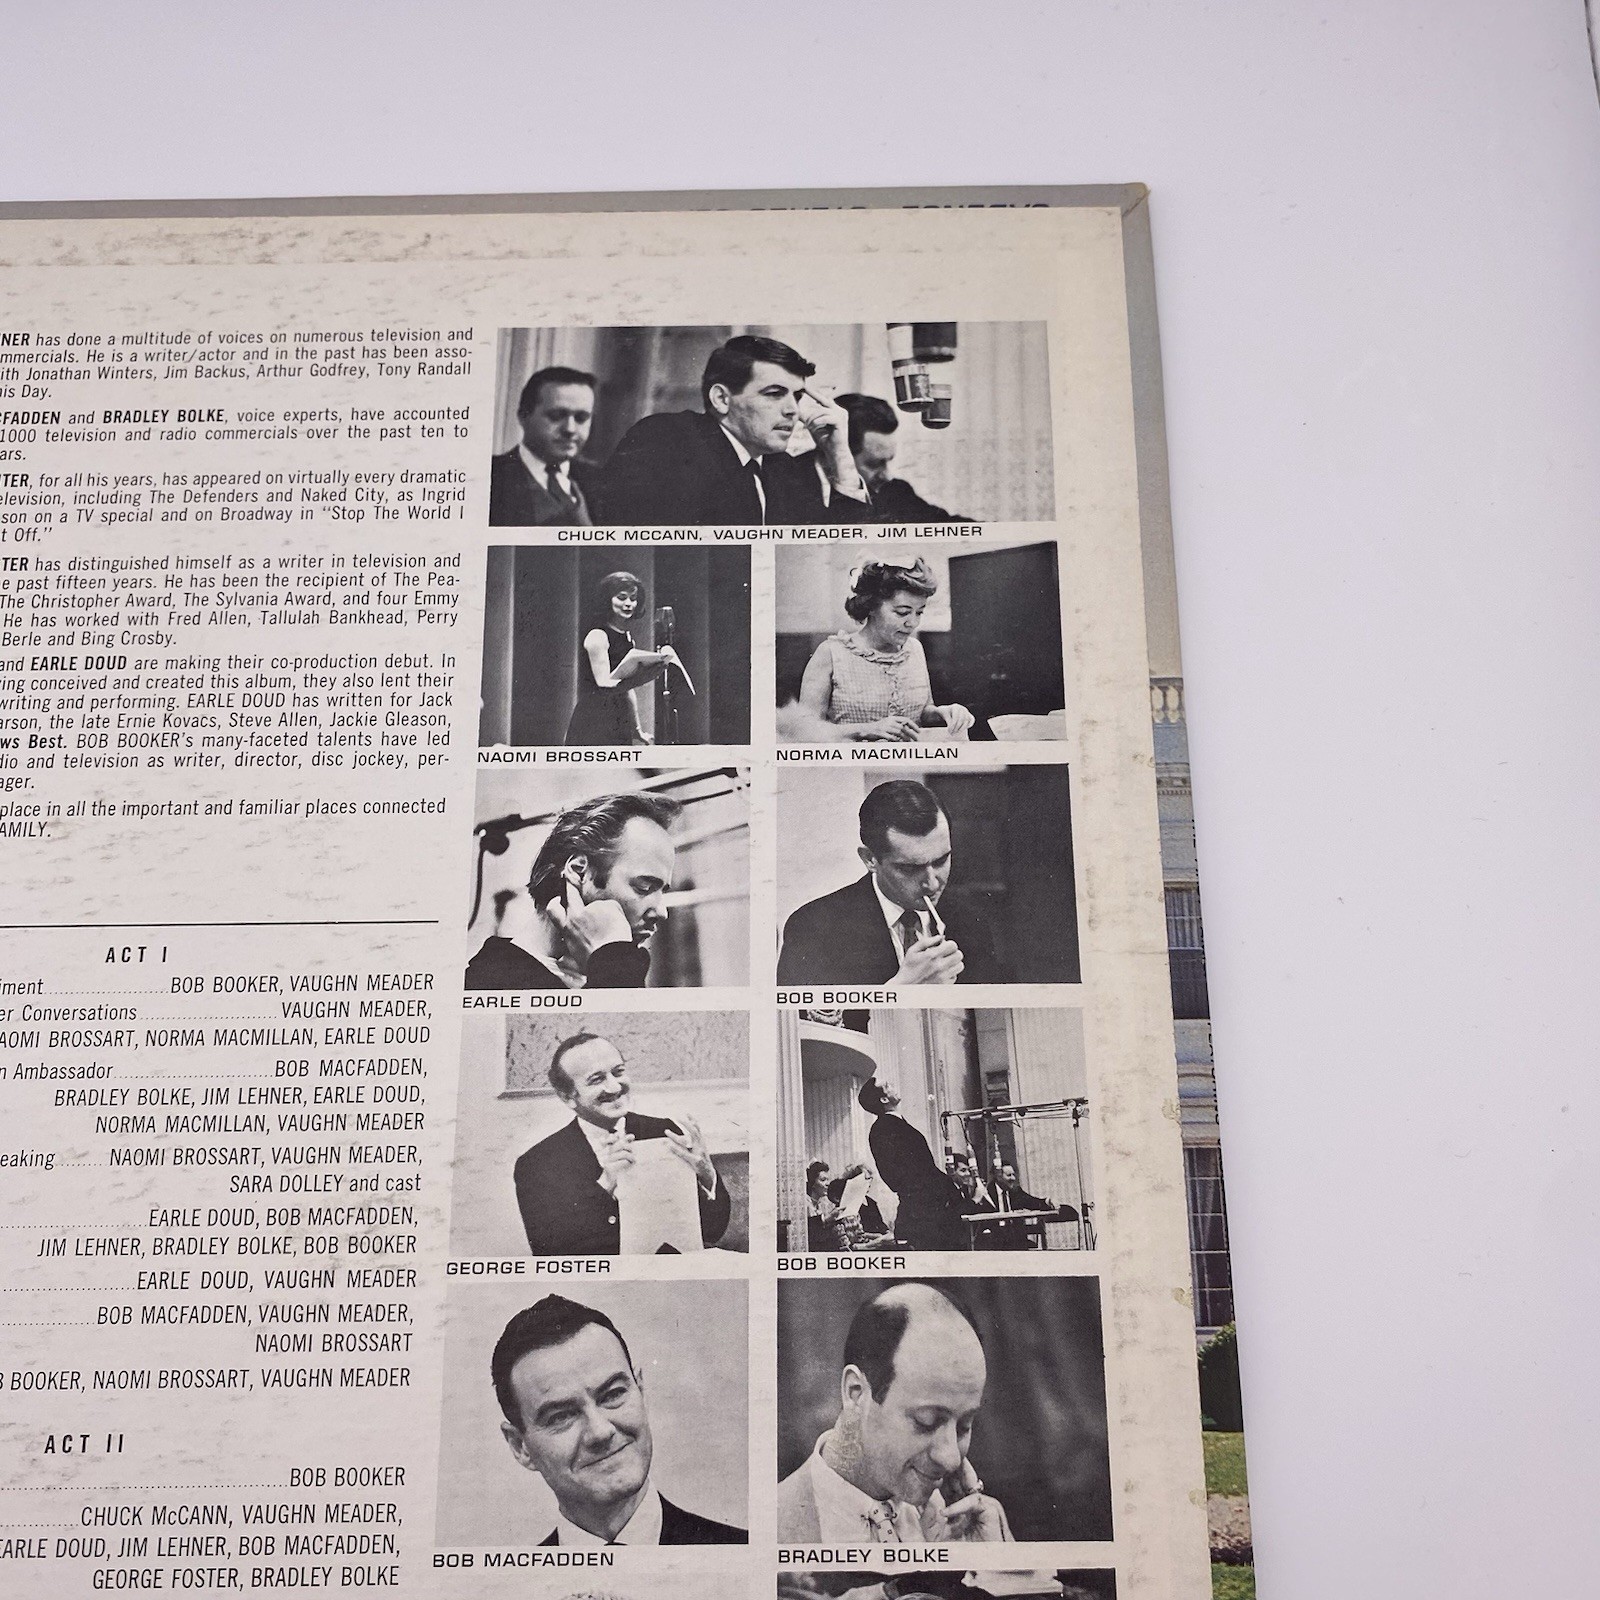 NER has done a multitude of voices on numerous television and
mmercials. He is a writer/actor and in the past has been asso-
ith Jonathan Winters, Jim Backus, Arthur Godfrey, Tony Randall
is Day.
CFADDEN and BRADLEY BOLKE, voice experts, have accounted
1000 television and radio commercials over the past ten to
ars.
TER, for all his years, has appeared on virtually every dramatic
elevision, including The Defenders and Naked City, as Ingrid
son on a TV special and on Broadway in “Stop The World I
t Off.”
TER has distinguished himself as a writer in television and
e past fifteen years. He has been the recipient of The Pea-
The Christopher Award, The Sylvania Award, and four Emmy
He has worked with Fred Allen, Tallulah Bankhead, Perry
Berle and Bing Crosby.
and EARLE DOUD are making their co-production debut. In
ing conceived and created this album, they also lent their
writing and performing. EARLE DOUD has written for Jack
arson, the late Ernie Kovacs, Steve Allen, Jackie Gleason,
ws Best. BOB BOOKER’s many-faceted talents have led
dio and television as writer, director, disc jockey, per-
ager.
place in all the important and familiar places connected
AMILY.
ACT I
iment BOB BOOKER, VAUGHN MEADER
er Conversations VAUGHN MEADER,
AOMI BROSSART, NORMA MACMILLAN, EARLE DOUD
n Ambassador BOB MACFADDEN,
BRADLEY BOLKE, JIM LEHNER, EARLE DOUD,
NORMA MACMILLAN, VAUGHN MEADER
eaking NAOMI BROSSART, VAUGHN MEADER,
SARA DOLLEY and cast
EARLE DOUD, BOB MACFADDEN,
JIM LEHNER, BRADLEY BOLKE, BOB BOOKER
EARLE DOUD, VAUGHN MEADER
BOB MACFADDEN, VAUGHN MEADER,
NAOMI BROSSART
B BOOKER, NAOMI BROSSART, VAUGHN MEADER
ACT II
BOB BOOKER
CHUCK McCANN, VAUGHN MEADER,
EARLE DOUD, JIM LEHNER, BOB MACFADDEN,
GEORGE FOSTER, BRADLEY BOLKE
CHUCK MCCANN, VAUGHN MEADER, JIM LEHNER
NAOMI BROSSART
NORMA MACMILLAN
EARLE DOUD
BOB BOOKER
GEORGE FOSTER
BOB BOOKER
BOB MACFADDEN
BRADLEY BOLKE